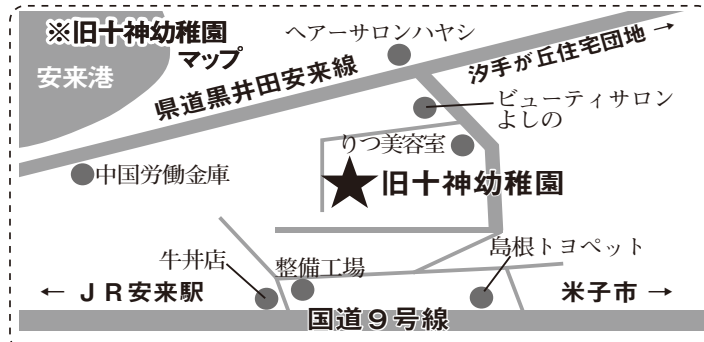 ※旧十神幼稚園
マップ
安来港
ヘアーサロンハヤシ
汐手が丘住宅団地 →
県道黒井田安来線
ビューティサロン
よしの
りつ美容室
中国労働金庫
★旧十神幼稚園
牛丼店
整備工場
島根トヨペット
← JR安来駅
米子市 →
国道9号線